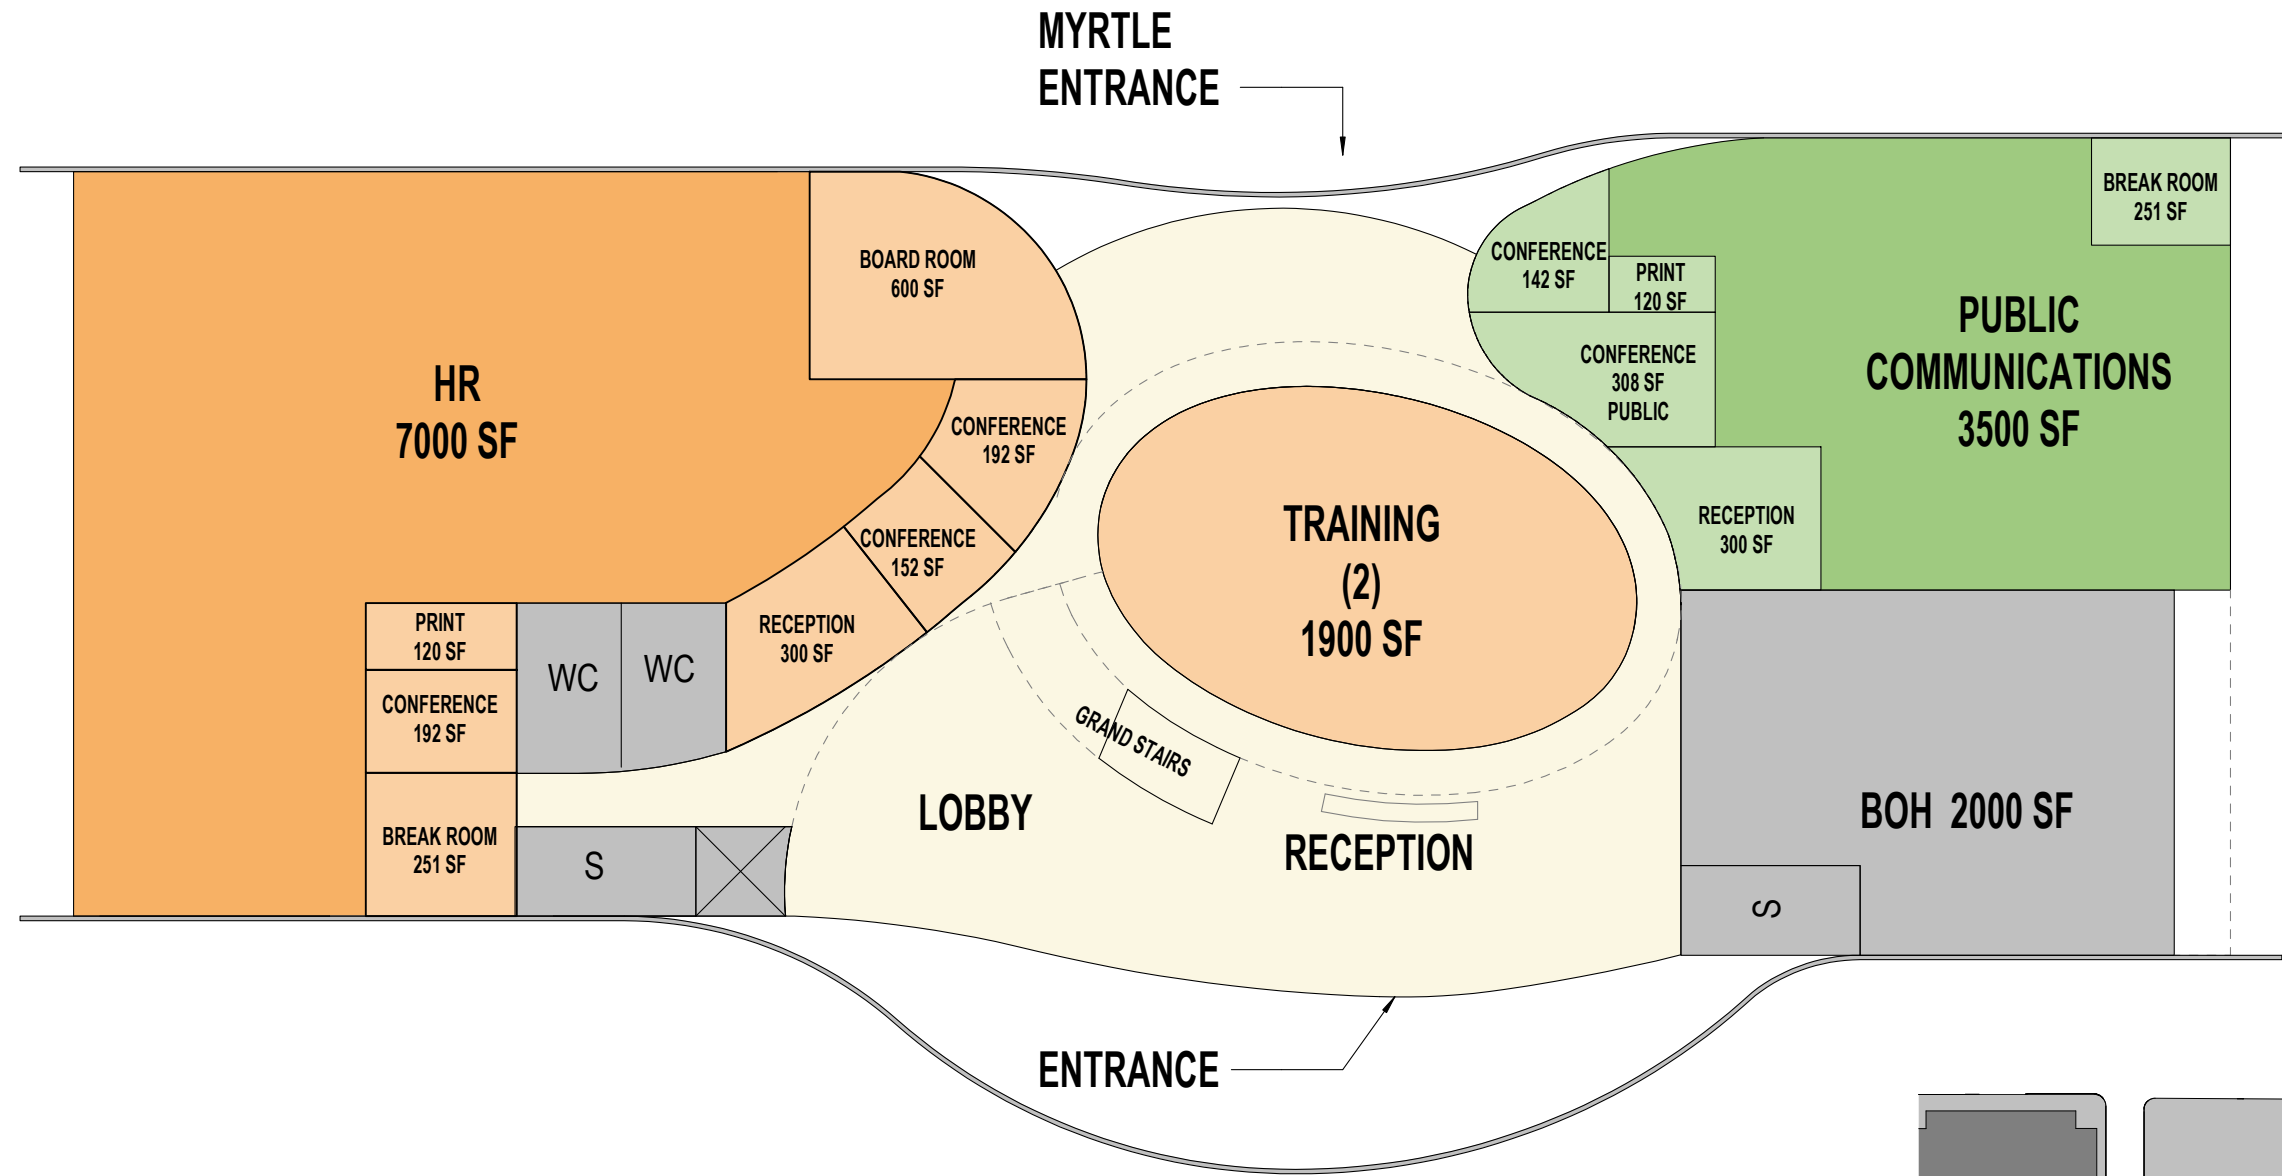 MYRTLE
ENTRANCE
BOARD ROOM
600 SF
HR
7000 SF
CONFERENCE
192 SF
CONFERENCE
152 SF
RECEPTION
300 SF
PRINT
120 SF
CONFERENCE
192 SF
BREAK ROOM
251 SF
WC
WC
S
LOBBY
GRAND STAIRS
RECEPTION
TRAINING
(2)
1900 SF
CONFERENCE
142 SF
PRINT
120 SF
CONFERENCE
308 SF
PUBLIC
RECEPTION
300 SF
BREAK ROOM
251 SF
PUBLIC
COMMUNICATIONS
3500 SF
BOH 2000 SF
S
ENTRANCE